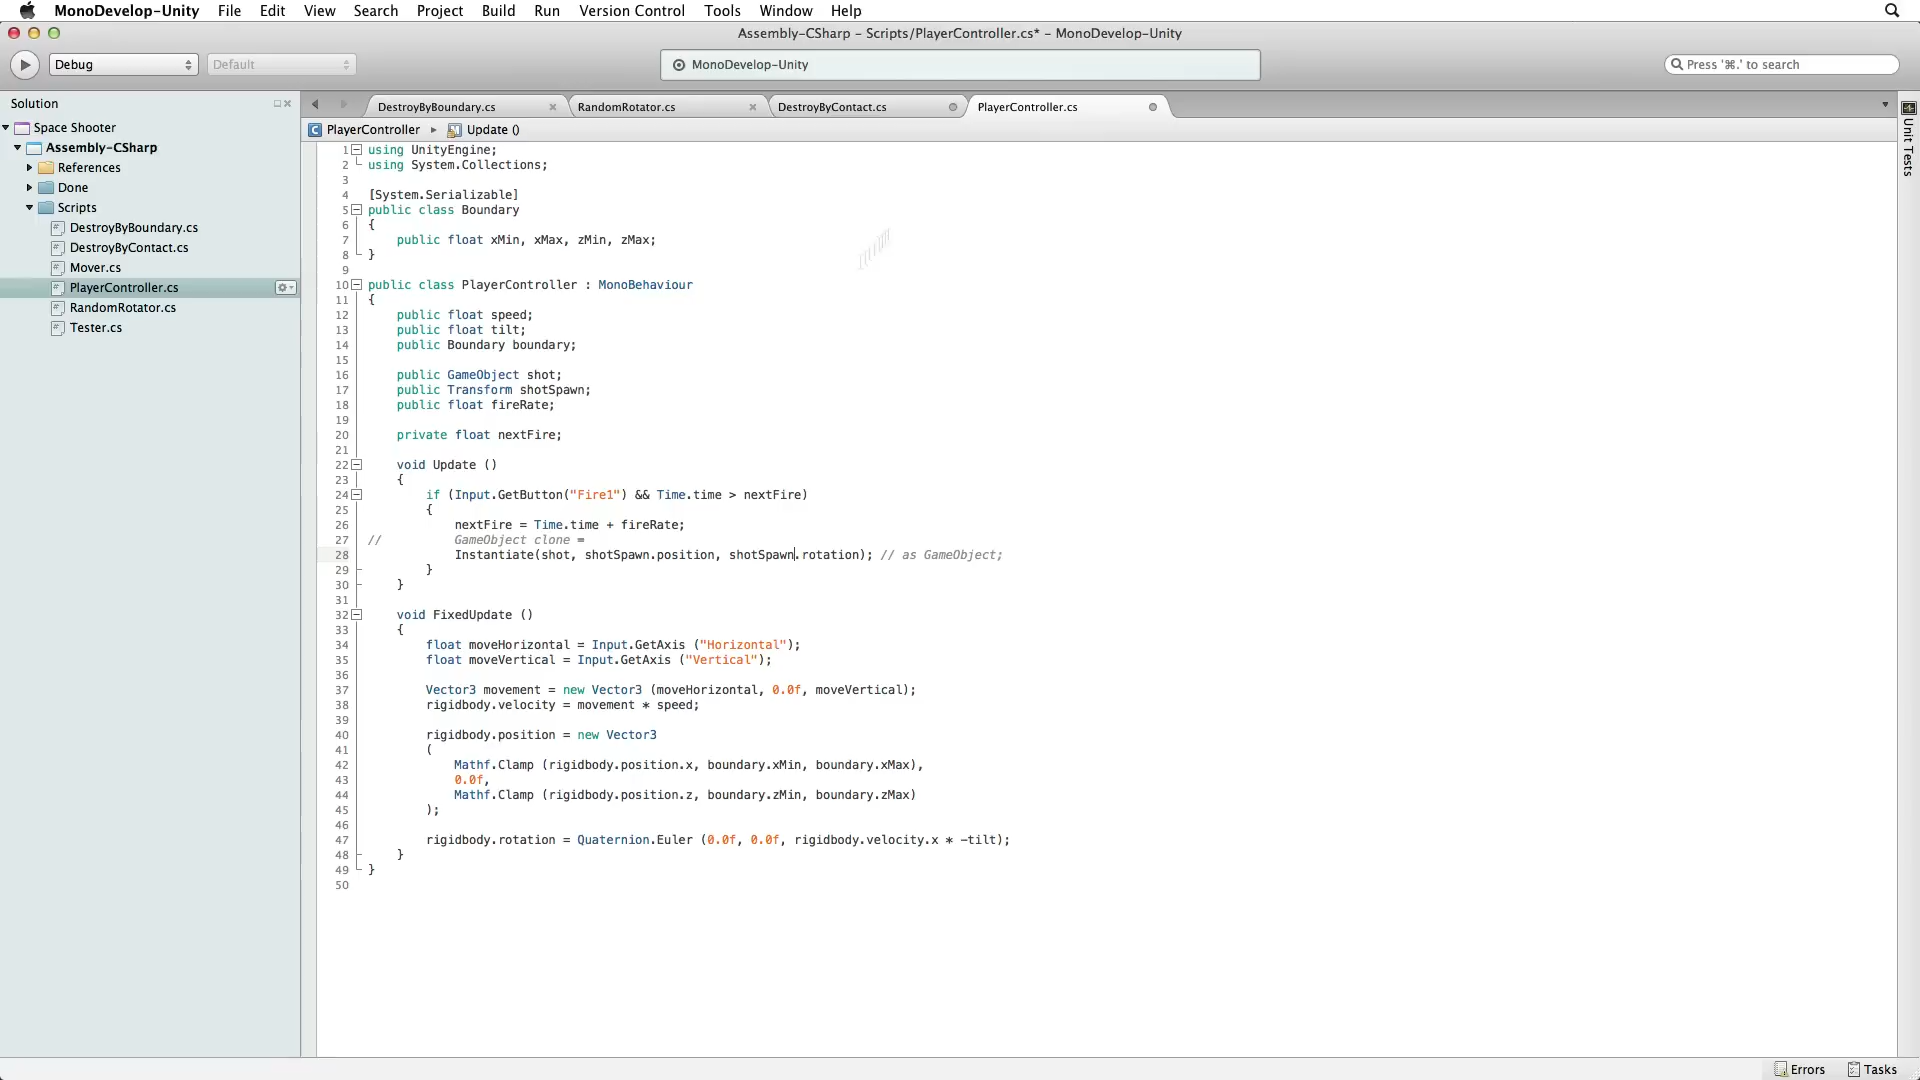 MonoDevelop-Unity File Edit View Search Project Build Run Version Control Tools Window Help
Assembly-CSharp – Scripts/PlayerController.cs* – MonoDevelop-Unity
Debug Default MonoDevelop-Unity Press '⌘.' to search
Solution
Space Shooter
Assembly-CSharp
References
Done
Scripts
DestroyByBoundary.cs
DestroyByContact.cs
Mover.cs
PlayerController.cs
RandomRotator.cs
Tester.cs
DestroyByBoundary.cs RandomRotator.cs DestroyByContact.cs PlayerController.cs
PlayerController Update ()
1 using UnityEngine;
2 using System.Collections;
3
4 [System.Serializable]
5 public class Boundary
6 {
7 public float xMin, xMax, zMin, zMax;
8 }
9
10 public class PlayerController : MonoBehaviour
11 {
12 public float speed;
13 public float tilt;
14 public Boundary boundary;
15
16 public GameObject shot;
17 public Transform shotSpawn;
18 public float fireRate;
19
20 private float nextFire;
21
22 void Update ()
23 {
24 if (Input.GetButton("Fire1") && Time.time > nextFire)
25 {
26 nextFire = Time.time + fireRate;
27 // GameObject clone =
28 Instantiate(shot, shotSpawn.position, shotSpawn.rotation); // as GameObject;
29 }
30 }
31
32 void FixedUpdate ()
33 {
34 float moveHorizontal = Input.GetAxis ("Horizontal");
35 float moveVertical = Input.GetAxis ("Vertical");
36
37 Vector3 movement = new Vector3 (moveHorizontal, 0.0f, moveVertical);
38 rigidbody.velocity = movement * speed;
39
40 rigidbody.position = new Vector3
41 (
42 Mathf.Clamp (rigidbody.position.x, boundary.xMin, boundary.xMax),
43 0.0f,
44 Mathf.Clamp (rigidbody.position.z, boundary.zMin, boundary.zMax)
45 );
46
47 rigidbody.rotation = Quaternion.Euler (0.0f, 0.0f, rigidbody.velocity.x * -tilt);
48 }
49 }
50
Unit Tests
Errors Tasks